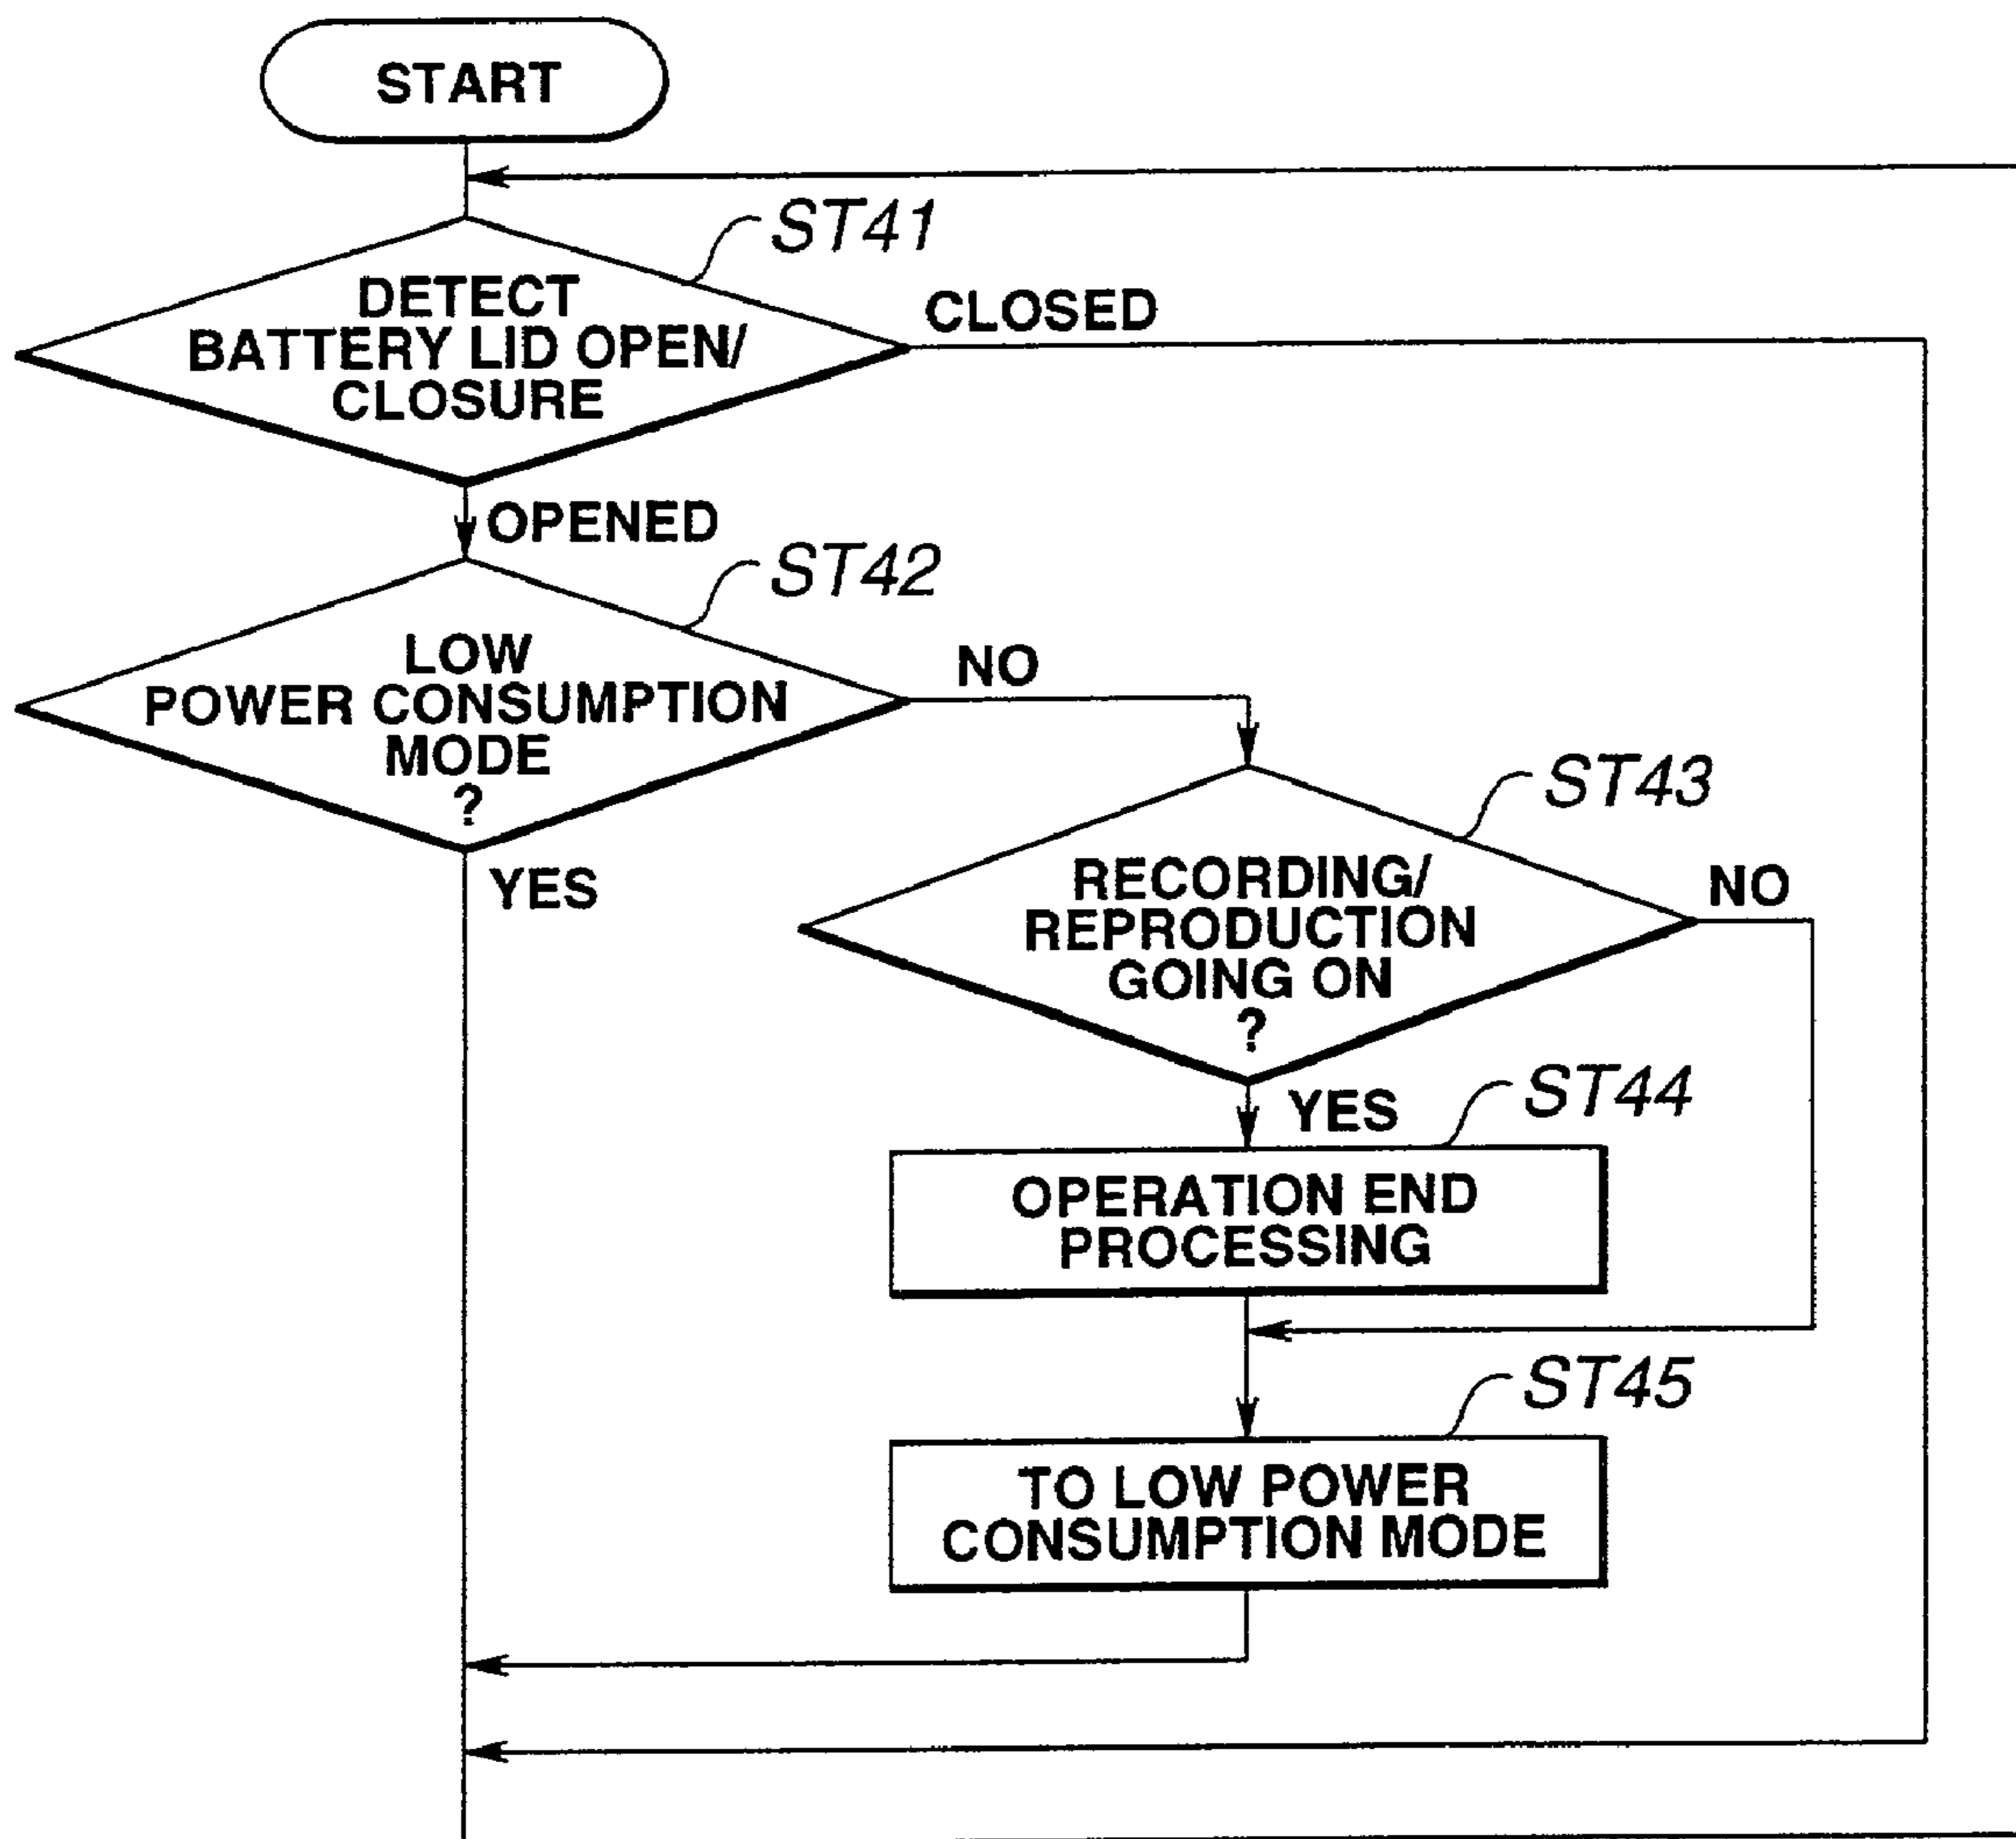 START
ST41
DETECT
BATTERY LID OPEN/
CLOSURE
CLOSED
OPENED
ST42
LOW
POWER CONSUMPTION
MODE
?
NO
YES
ST43
RECORDING/
REPRODUCTION
GOING ON
?
NO
YES
ST44
OPERATION END
PROCESSING
ST45
TO LOW POWER
CONSUMPTION MODE